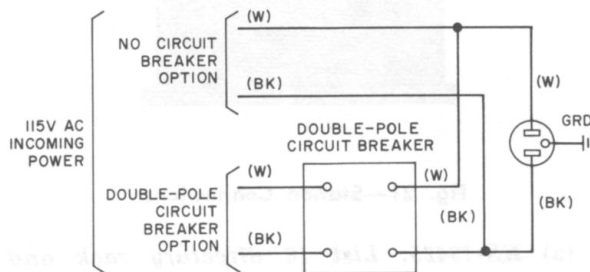 115V AC
INCOMING
POWER
NO CIRCUIT
BREAKER
OPTION
(W)
(BK)
DOUBLE-POLE
CIRCUIT BREAKER
DOUBLE-POLE
CIRCUIT
BREAKER
OPTION
(W)
(BK)
(W)
(BK)
(W)
GRD
(BK)